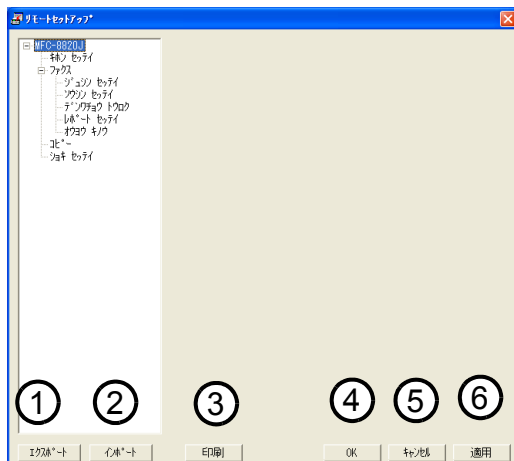 ﾘﾓｰﾄｾｯﾄｱｯﾌﾟ
MFC-8820J
ｷﾎﾝ ｾｯﾃｲ
ﾌｧｸｽ
ｼﾞｭｼﾝ ｾｯﾃｲ
ｿｳｼﾝ ｾｯﾃｲ
ﾃﾞﾝﾜﾁｮｳ ﾄｳﾛｸ
ﾚﾎﾟｰﾄ ｾｯﾃｲ
ｵｳﾖｳ ｷﾉｳ
ｺﾋﾟｰ
ｼｮｷ ｾｯﾃｲ
1 2 3 4 5 6
ｴｸｽﾎﾟｰﾄ ｲﾝﾎﾟｰﾄ 印刷 OK ｷｬﾝｾﾙ 適用